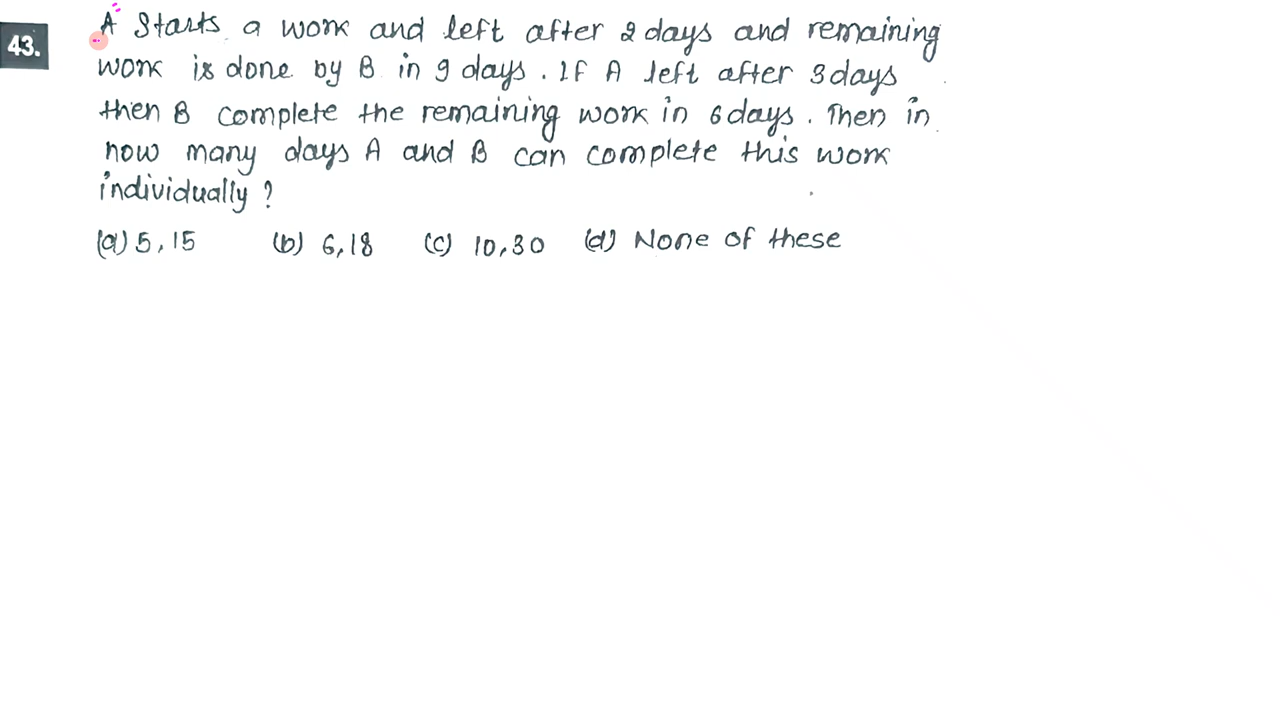 43.
A starts a work and left after 2 days and remaining
work is done by B in 9 days. If A left after 3 days
then B complete the remaining work in 6 days. Then in
how many days A and B can complete this work
individually?
(a) 5, 15 (b) 6, 18 (c) 10, 30 (d) None of these